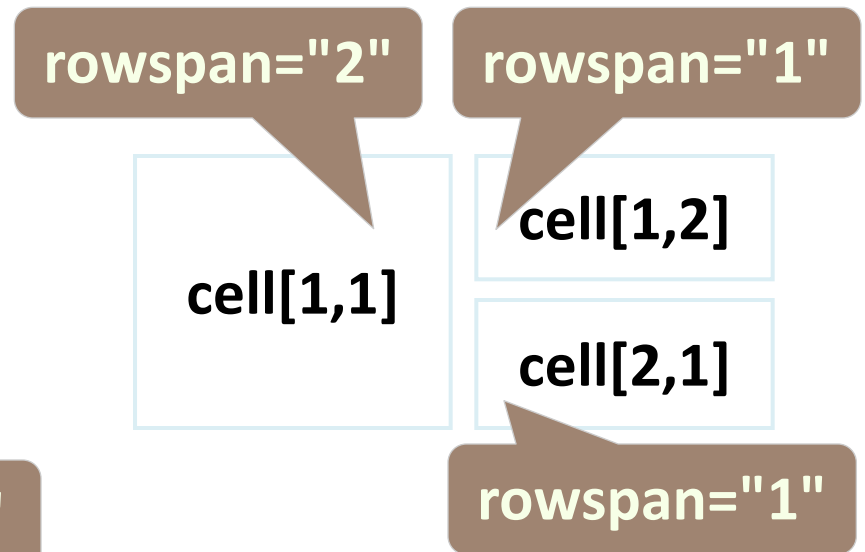 rowspan="2"
rowspan="1"
cell[1,2]
cell[1,1]
cell[2,1]
rowspan="1"